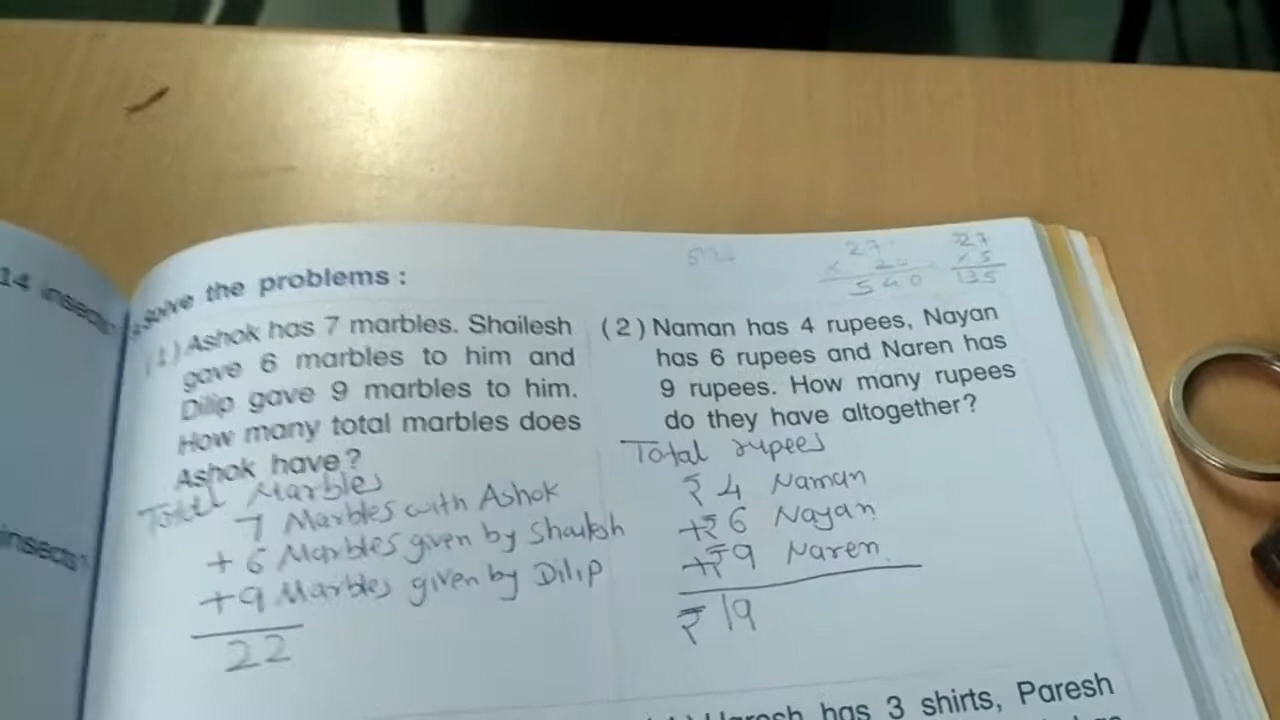 14 insects
insects
Solve the problems :
(1) Ashok has 7 marbles. Shailesh
gave 6 marbles to him and
Dilip gave 9 marbles to him.
How many total marbles does
Ashok have?
Total Marbles
7 Marbles with Ashok
+ 6 Marbles given by Shailesh
+ 9 Marbles given by Dilip
22
27
× 20
540
27
× 5
135
(2) Naman has 4 rupees, Nayan
has 6 rupees and Naren has
9 rupees. How many rupees
do they have altogether?
Total rupees
₹ 4 Naman
+₹ 6 Nayan
+₹ 9 Naren
₹ 19
has 3 shirts, Paresh